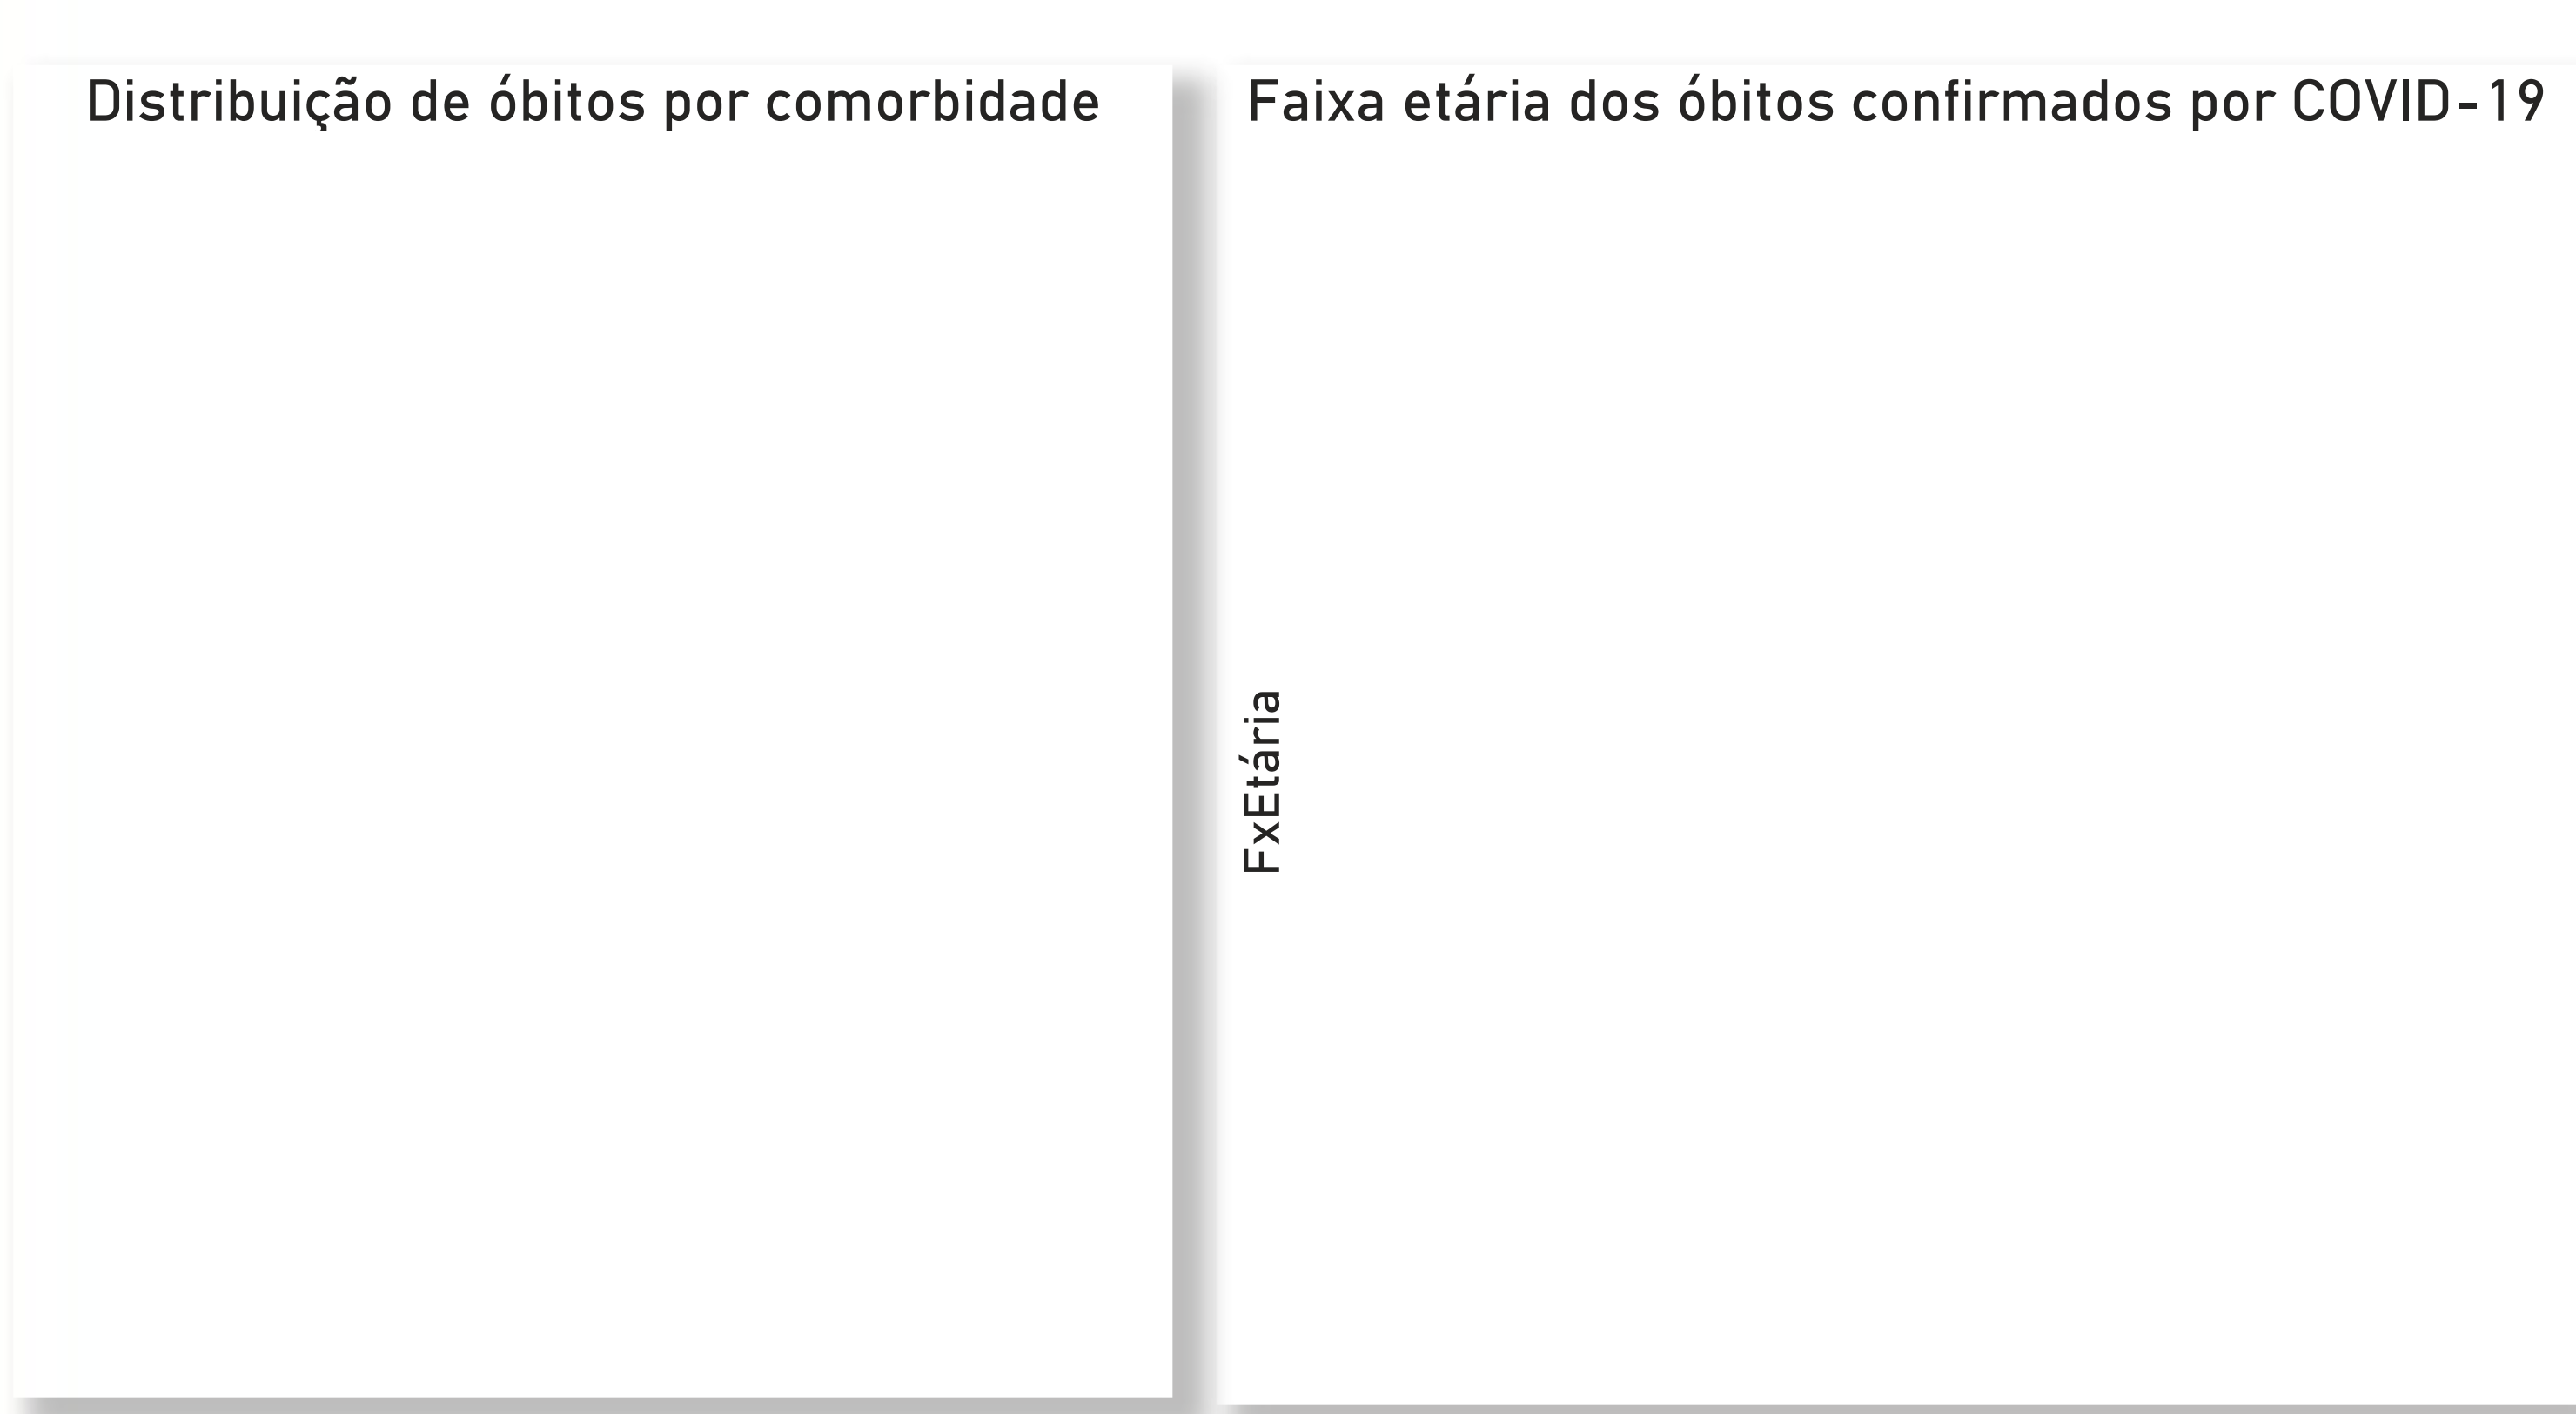 Distribuição de óbitos por comorbidade
Faixa etária dos óbitos confirmados por COVID-19
FxEtária